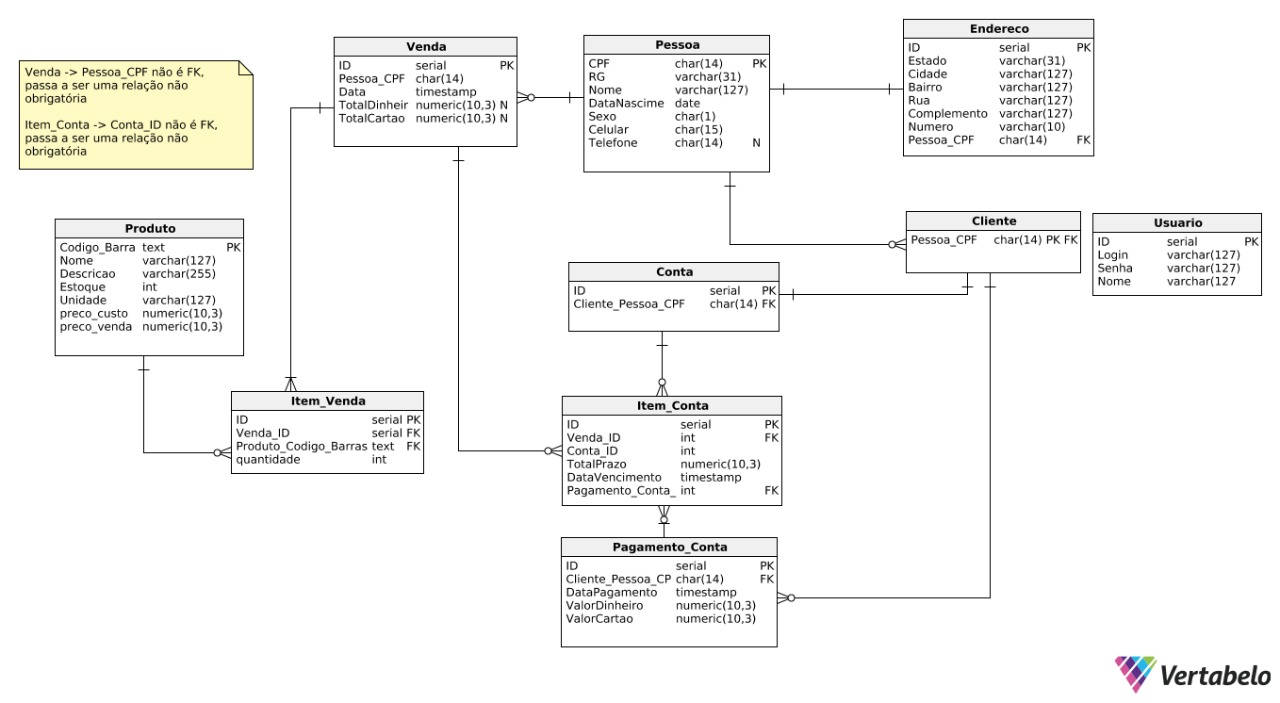 Venda -> Pessoa_CPF não é FK,
passa a ser uma relação não
obrigatória
Item_Conta -> Conta_ID não é FK,
passa a ser uma relação não
obrigatória
Venda
ID serial PK
Pessoa_CPF char(14)
Data timestamp
TotalDinheir numeric(10,3) N
TotalCartao numeric(10,3) N
Pessoa
CPF char(14) PK
RG varchar(31)
Nome varchar(127)
DataNascime date
Sexo char(1)
Celular char(15)
Telefone char(14) N
Endereco
ID serial PK
Estado varchar(31)
Cidade varchar(127)
Bairro varchar(127)
Rua varchar(127)
Complemento varchar(127)
Numero varchar(10)
Pessoa_CPF char(14) FK
Produto
Codigo_Barra text PK
Nome varchar(127)
Descricao varchar(255)
Estoque int
Unidade varchar(127)
preco_custo numeric(10,3)
preco_venda numeric(10,3)
Conta
ID serial PK
Cliente_Pessoa_CPF char(14) FK
Cliente
Pessoa_CPF char(14) PK FK
Usuario
ID serial PK
Login varchar(127)
Senha varchar(127)
Nome varchar(127
Item_Venda
ID serial PK
Venda_ID serial FK
Produto_Codigo_Barras text FK
quantidade int
Item_Conta
ID serial PK
Venda_ID int FK
Conta_ID int
TotalPrazo numeric(10,3)
DataVencimento timestamp
Pagamento_Conta_ int FK
Pagamento_Conta
ID serial PK
Cliente_Pessoa_CP char(14) FK
DataPagamento timestamp
ValorDinheiro numeric(10,3)
ValorCartao numeric(10,3)
Vertabelo